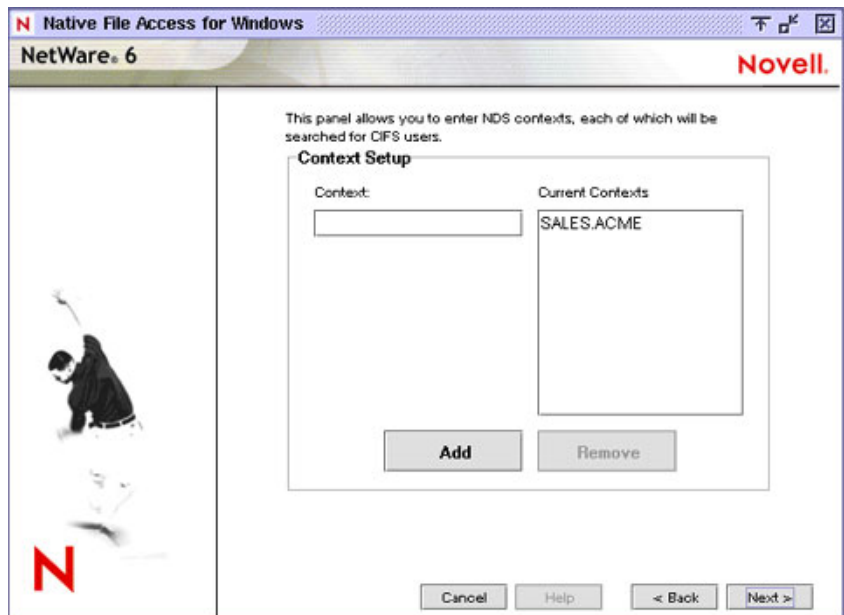 N Native File Access for Windows
NetWare® 6
Novell.
This panel allows you to enter NDS contexts, each of which will be
searched for CIFS users.
Context Setup
Context:
Current Contexts
SALES.ACME
Add
Remove
N
Cancel
Help
< Back
Next >